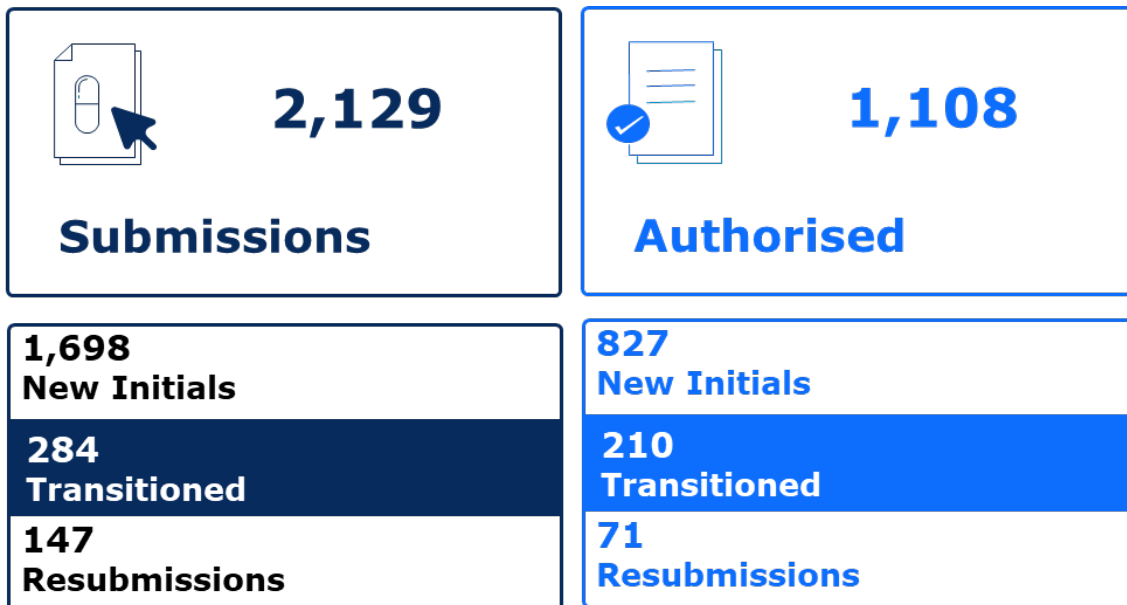 2,129
Submissions
1,698
New Initials
284
Transitioned
147
Resubmissions
1,108
Authorised
827
New Initials
210
Transitioned
71
Resubmissions